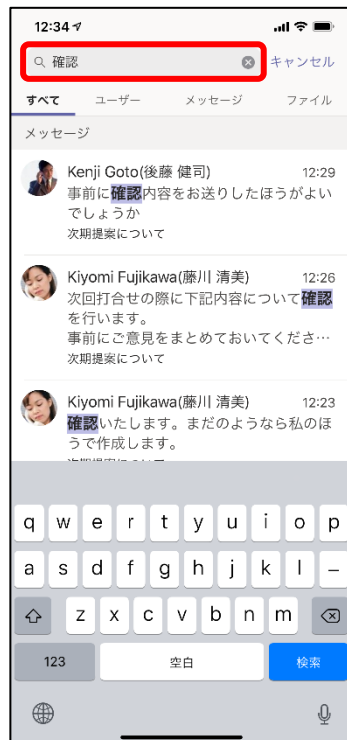 12:34
確認
キャンセル
すべて ユーザー メッセージ ファイル
メッセージ
Kenji Goto(後藤 健司) 12:29
事前に確認内容をお送りしたほうがよい
でしょうか
次期提案について
Kiyomi Fujikawa(藤川 清美) 12:26
次回打合せの際に下記内容について確認
を行います。
事前にご意見をまとめておいてくださ…
次期提案について
Kiyomi Fujikawa(藤川 清美) 12:23
確認いたします。まだのようなら私のほ
うで作成します。
q w e r t y u i o p
a s d f g h j k l –
z x c v b n m
123 空白 検索